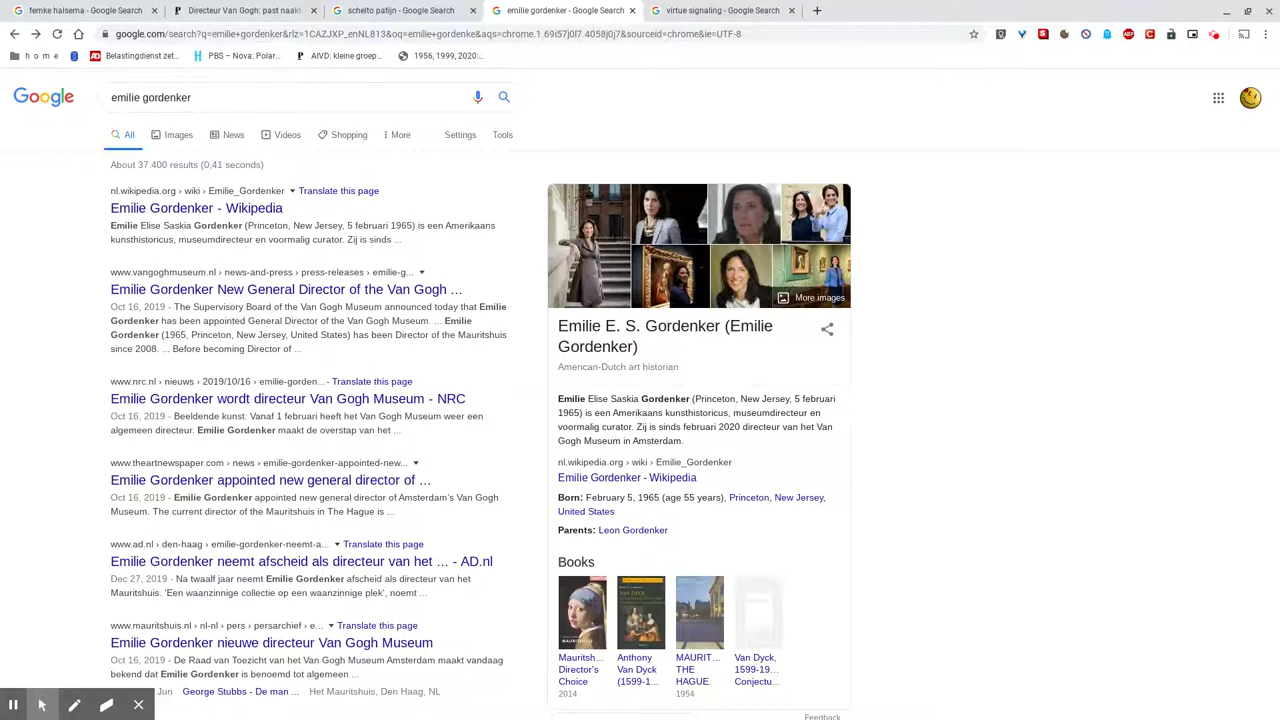 femke halsema - Google Search
Directeur Van Gogh: past naakt
schelto patijn - Google Search
emilie gordenker - Google Search
virtue signaling - Google Search
google.com/search?q=emilie+gordenker&rlz=1CAZJXP_enNL813&oq=emilie+gordenke&aqs=chrome.1.69i57j0l7.4058j0j7&sourceid=chrome&ie=UTF-8
h o m e
Belastingdienst zet...
PBS – Nova: Polar...
AIVD: kleine groep...
1956, 1999, 2020:...
Google
emilie gordenker
All
Images
News
Videos
Shopping
More
Settings
Tools
About 37.400 results (0,41 seconds)
nl.wikipedia.org › wiki › Emilie_Gordenker Translate this page
Emilie Gordenker - Wikipedia
Emilie Elise Saskia Gordenker (Princeton, New Jersey, 5 februari 1965) is een Amerikaans
kunsthistoricus, museumdirecteur en voormalig curator. Zij is sinds ...
www.vangoghmuseum.nl › news-and-press › press-releases › emilie-g...
Emilie Gordenker New General Director of the Van Gogh ...
Oct 16, 2019 - The Supervisory Board of the Van Gogh Museum announced today that Emilie
Gordenker has been appointed General Director of the Van Gogh Museum. ... Emilie
Gordenker (1965, Princeton, New Jersey, United States) has been Director of the Mauritshuis
since 2008. ... Before becoming Director of ...
www.nrc.nl › nieuws › 2019/10/16 › emilie-gorden... - Translate this page
Emilie Gordenker wordt directeur Van Gogh Museum - NRC
Oct 16, 2019 - Beeldende kunst: Vanaf 1 februari heeft het Van Gogh Museum weer een
algemeen directeur. Emilie Gordenker maakt de overstap van het ...
www.theartnewspaper.com › news › emilie-gordenker-appointed-new...
Emilie Gordenker appointed new general director of ...
Oct 16, 2019 - Emilie Gordenker appointed new general director of Amsterdam's Van Gogh
Museum. The current director of the Mauritshuis in The Hague is ...
www.ad.nl › den-haag › emilie-gordenker-neemt-a... Translate this page
Emilie Gordenker neemt afscheid als directeur van het ... - AD.nl
Dec 27, 2019 - Na twaalf jaar neemt Emilie Gordenker afscheid als directeur van het
Mauritshuis. 'Een waanzinnige collectie op een waanzinnige plek', noemt ...
www.mauritshuis.nl › nl-nl › pers › persarchief › e... Translate this page
Emilie Gordenker nieuwe directeur Van Gogh Museum
Oct 16, 2019 - De Raad van Toezicht van het Van Gogh Museum Amsterdam maakt vandaag
bekend dat Emilie Gordenker is benoemd tot algemeen ...
Jun George Stubbs - De man ... Het Mauritshuis, Den Haag, NL
More images
Emilie E. S. Gordenker (Emilie
Gordenker)
American-Dutch art historian
Emilie Elise Saskia Gordenker (Princeton, New Jersey, 5 februari
1965) is een Amerikaans kunsthistoricus, museumdirecteur en
voormalig curator. Zij is sinds februari 2020 directeur van het Van
Gogh Museum in Amsterdam.
nl.wikipedia.org › wiki › Emilie_Gordenker
Emilie Gordenker - Wikipedia
Born: February 5, 1965 (age 55 years), Princeton, New Jersey,
United States
Parents: Leon Gordenker
Books
VAN DYCK
MAURITSHUIS
Mauritsh...
Director's
Choice
2014
Anthony
Van Dyck
(1599-1...
MAURIT...
THE
HAGUE.
1954
Van Dyck,
1599-19...
Conjectu...
Feedback